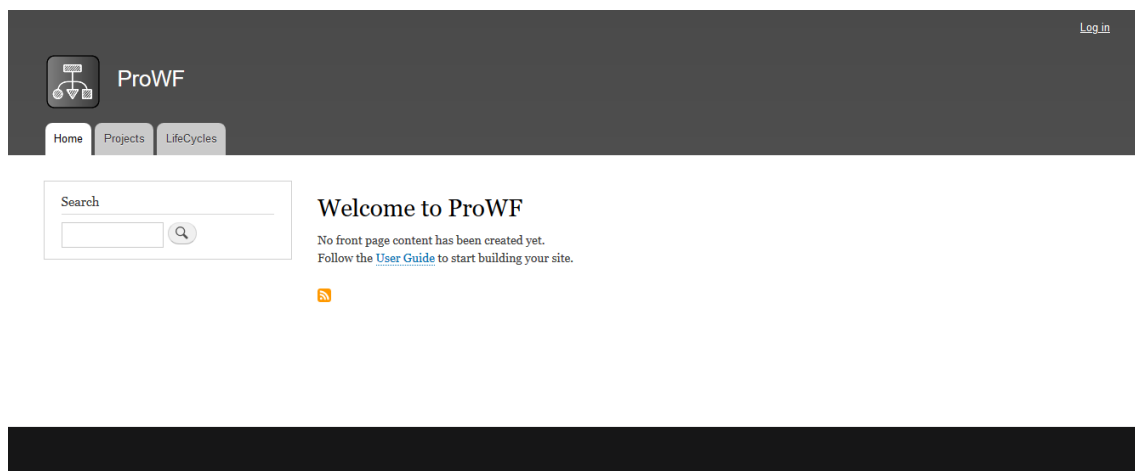 Log in
ProWF
Home Projects LifeCycles
Search
Welcome to ProWF
No front page content has been created yet.
Follow the User Guide to start building your site.